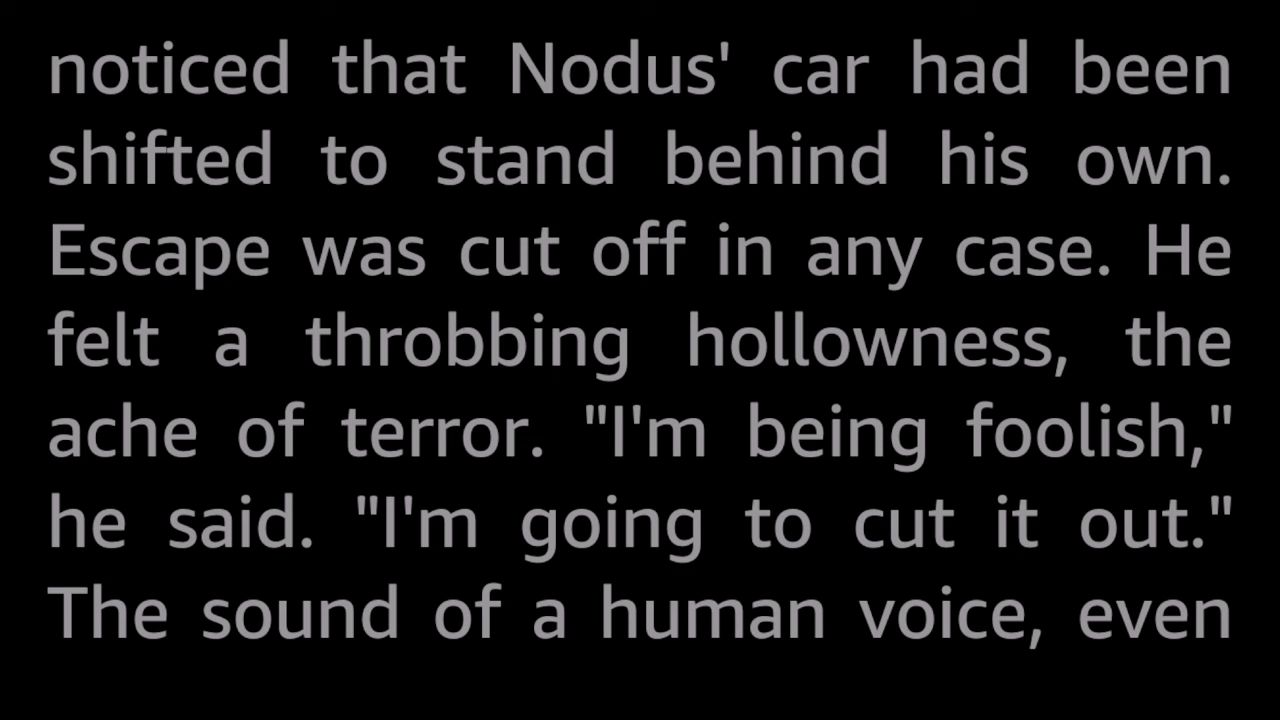 noticed that Nodus' car had been
shifted to stand behind his own.
Escape was cut off in any case. He
felt a throbbing hollowness, the
ache of terror. "I'm being foolish,"
he said. "I'm going to cut it out."
The sound of a human voice, even